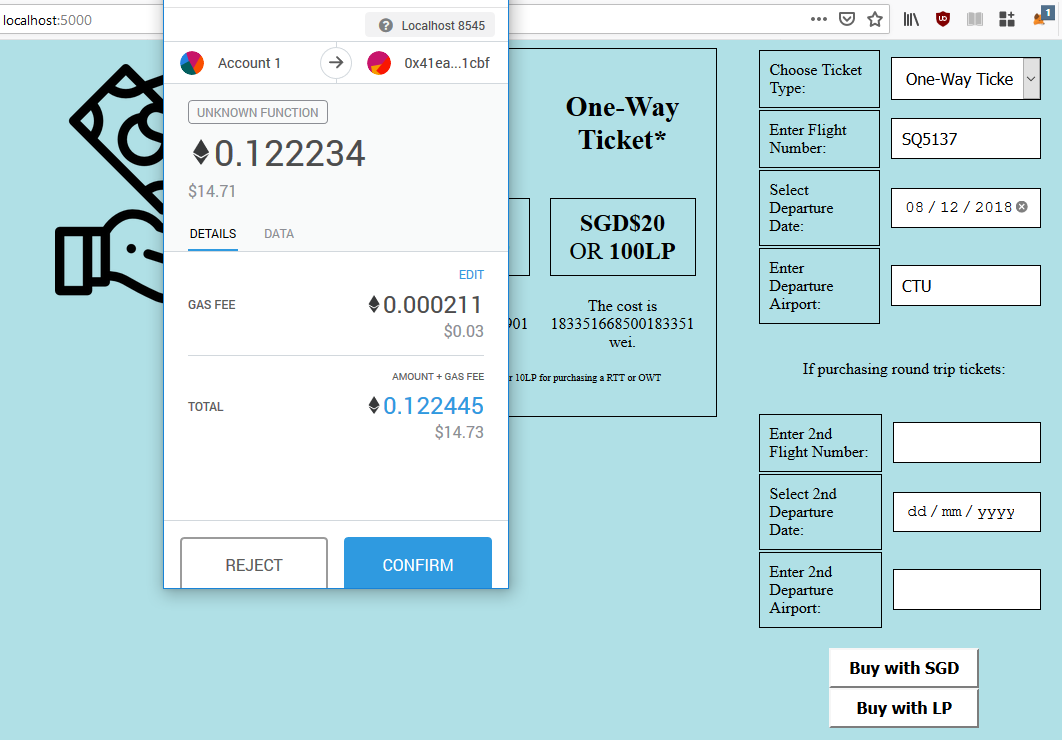 localhost:5000
1
Localhost 8545
Account 1
0x41ea...1cbf
UNKNOWN FUNCTION
0.122234
$14.71
DETAILS DATA
EDIT
GAS FEE
0.000211
$0.03
AMOUNT + GAS FEE
TOTAL
0.122445
$14.73
REJECT
CONFIRM
One-Way
Ticket*
SGD$20
OR 100LP
The cost is
901
183351668500183351
wei.
10LP for purchasing a RTT or OWT
Choose Ticket
Type:
One-Way Ticke
Enter Flight
Number:
SQ5137
Select
Departure
Date:
08 / 12 / 2018
Enter
Departure
Airport:
CTU
If purchasing round trip tickets:
Enter 2nd
Flight Number:
Select 2nd
Departure
Date:
dd / mm / yyyy
Enter 2nd
Departure
Airport:
Buy with SGD
Buy with LP